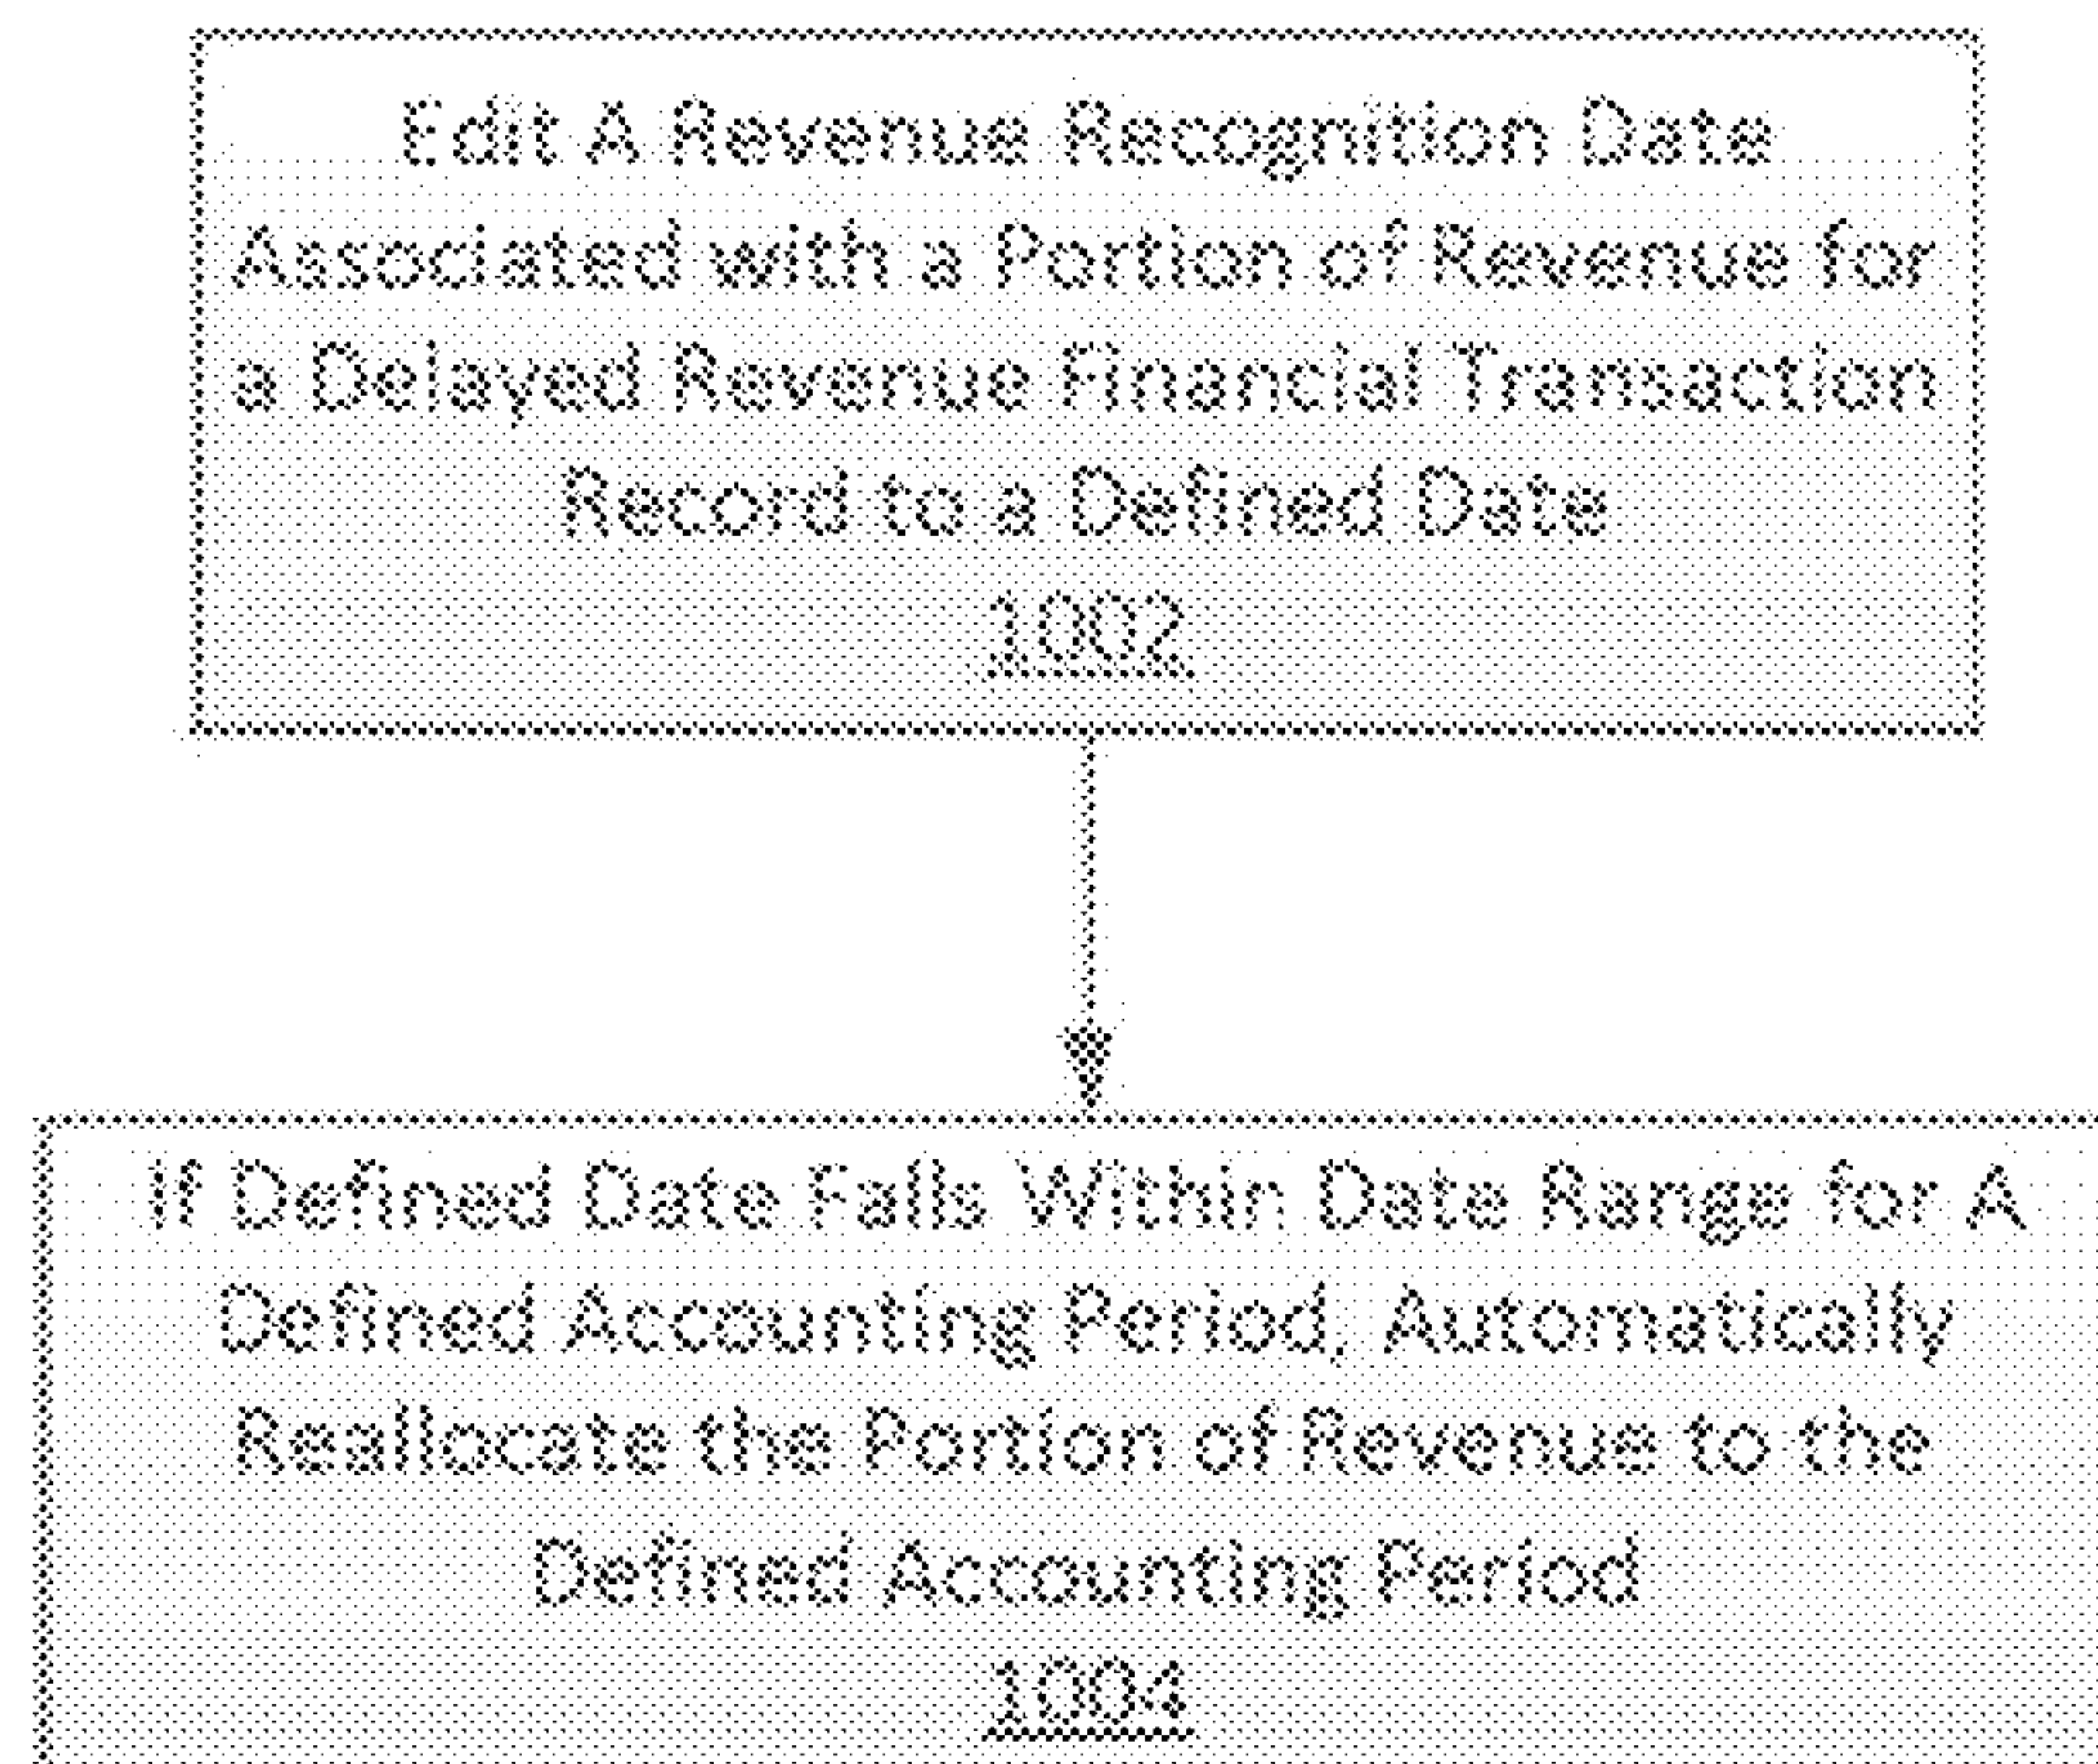 Edit A Revenue Recognition Date
Associated with a Portion of Revenue for
a Delayed Revenue Financial Transaction
Record to a Defined Date
1002
If Defined Date Falls Within Date Range for A
Defined Accounting Period, Automatically
Reallocate the Portion of Revenue to the
Defined Accounting Period
1004